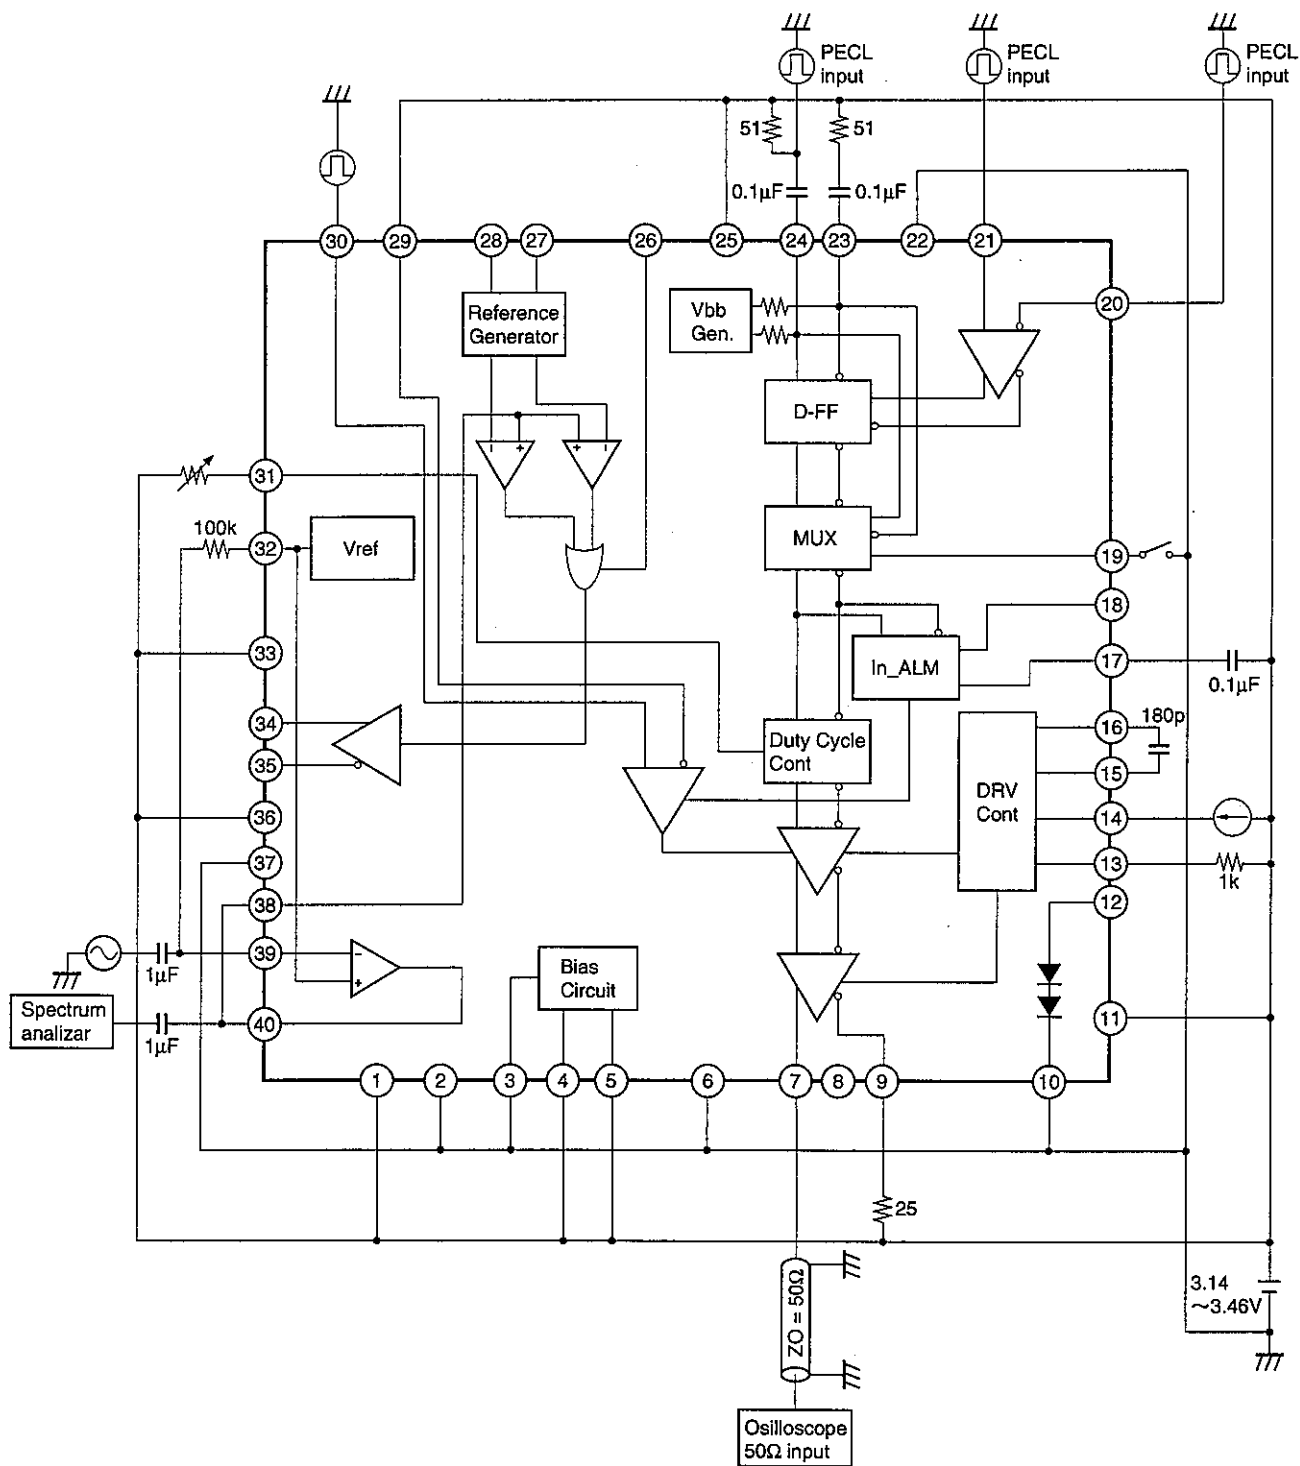 PECL
input
PECL
input
PECL
input
51
51
0.1µF
0.1µF
30
29
28
27
26
25
24
23
22
21
20
Reference
Generator
Vbb
Gen.
D-FF
- +
+ -
31
100k
32
Vref
MUX
19
18
33
In_ALM
17
0.1µF
34
35
Duty Cycle
Cont
DRV
Cont
16
180p
15
36
14
37
13
1k
38
12
39
1µF
-
+
Bias
Circuit
Spectrum
analizar
1µF
40
11
1
2
3
4
5
6
7
8
9
10
25
ZO = 50Ω
3.14
～3.46V
Osilloscope
50Ω input